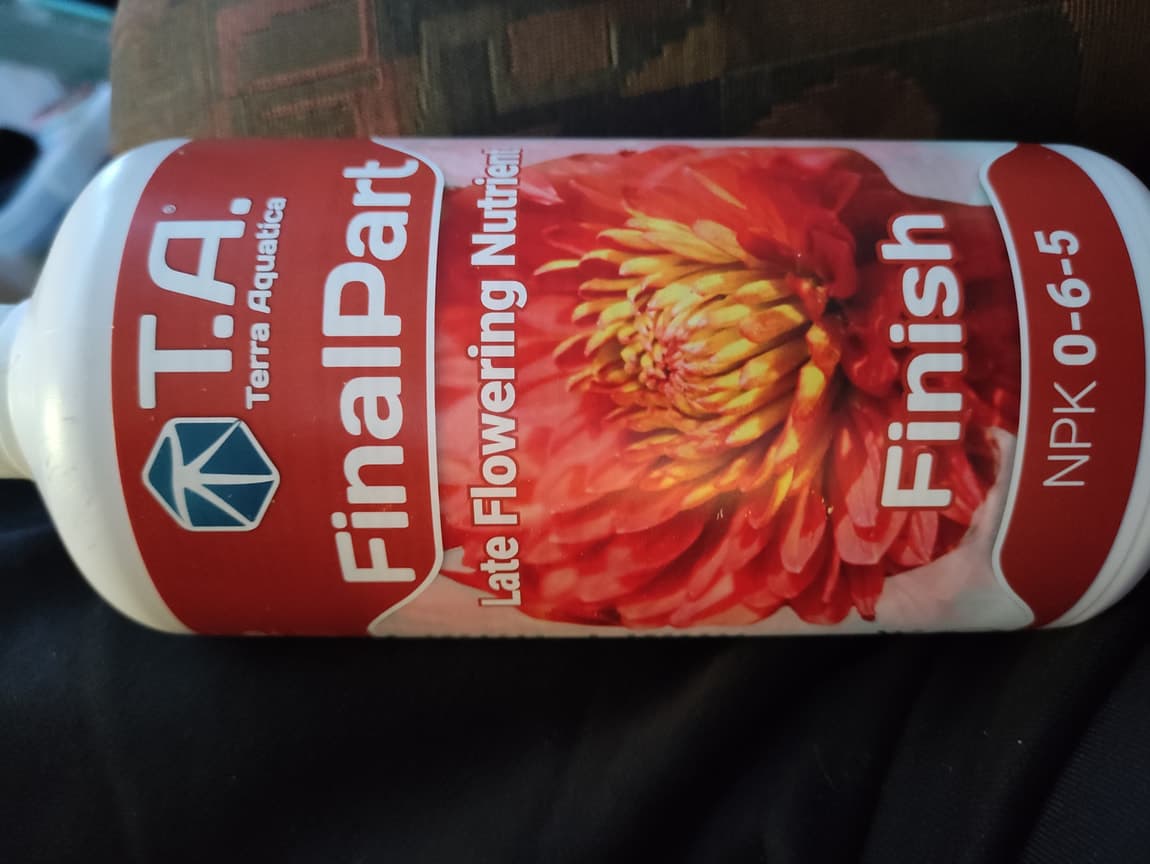 T.A.®
Terra Aquatica
FinalPart
Late Flowering Nutrient
Finish
NPK 0-6-5